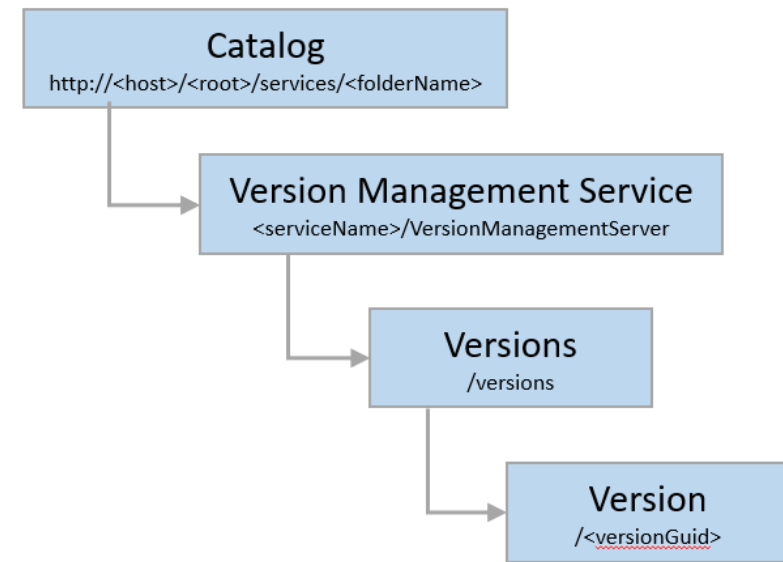 Catalog
http://<host>/<root>/services/<folderName>
Version Management Service
<serviceName>/VersionManagementServer
Versions
/versions
Version
/<versionGuid>